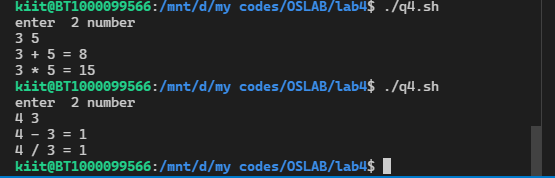 kiit@BT1000099566:/mnt/d/my codes/OSLAB/lab4$ ./q4.sh
enter  2 number
3 5
3 + 5 = 8
3 * 5 = 15
kiit@BT1000099566:/mnt/d/my codes/OSLAB/lab4$ ./q4.sh
enter  2 number
4 3
4 - 3 = 1
4 / 3 = 1
kiit@BT1000099566:/mnt/d/my codes/OSLAB/lab4$